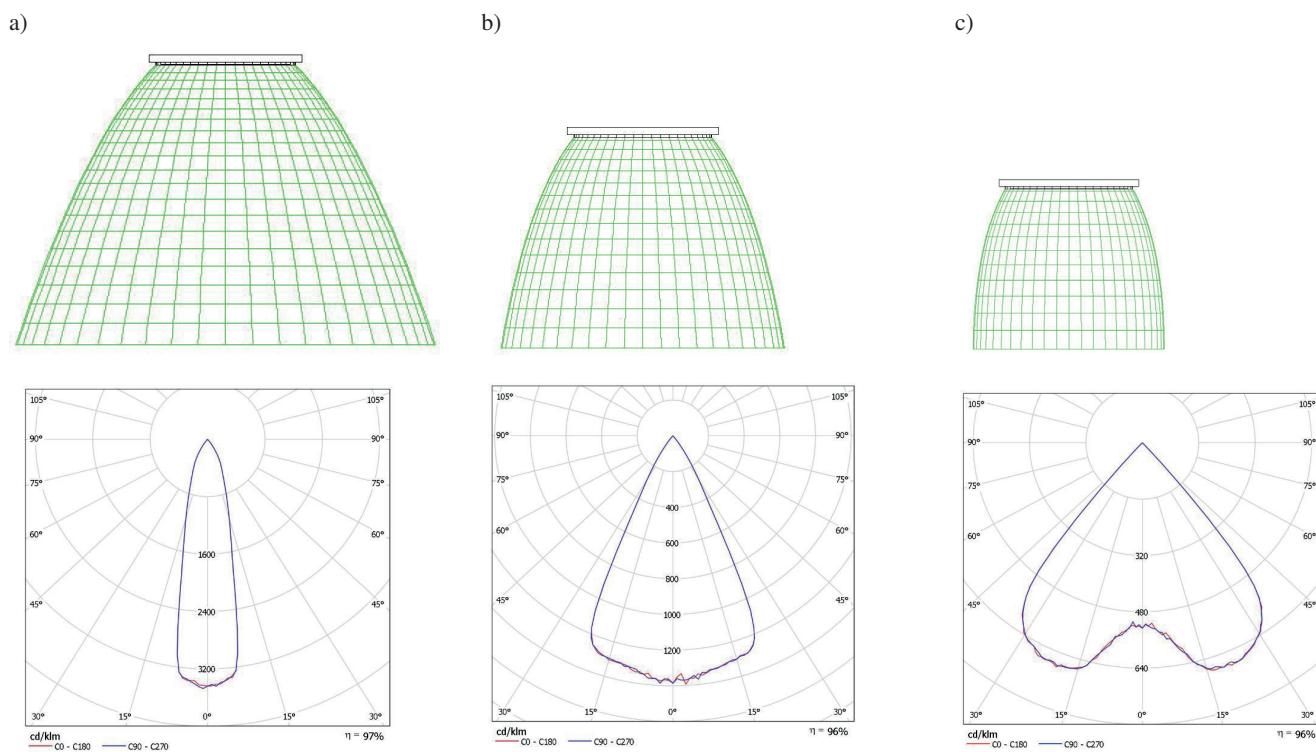 a)
b)
c)
105° 105°
90° 90°
75° 75°
60° 60°
45° 45°
1600
2400
3200
30° 15° 0° 15° 30°
cd/klm η = 97%
C0 - C180 C90 - C270
105° 105°
90° 90°
75° 75°
60° 60°
45° 45°
400
600
800
1000
1200
30° 15° 0° 15° 30°
cd/klm η = 96%
C0 - C180 C90 - C270
105° 105°
90° 90°
75° 75°
60° 60°
45° 45°
320
480
640
30° 15° 0° 15° 30°
cd/klm η = 96%
C0 - C180 C90 - C270